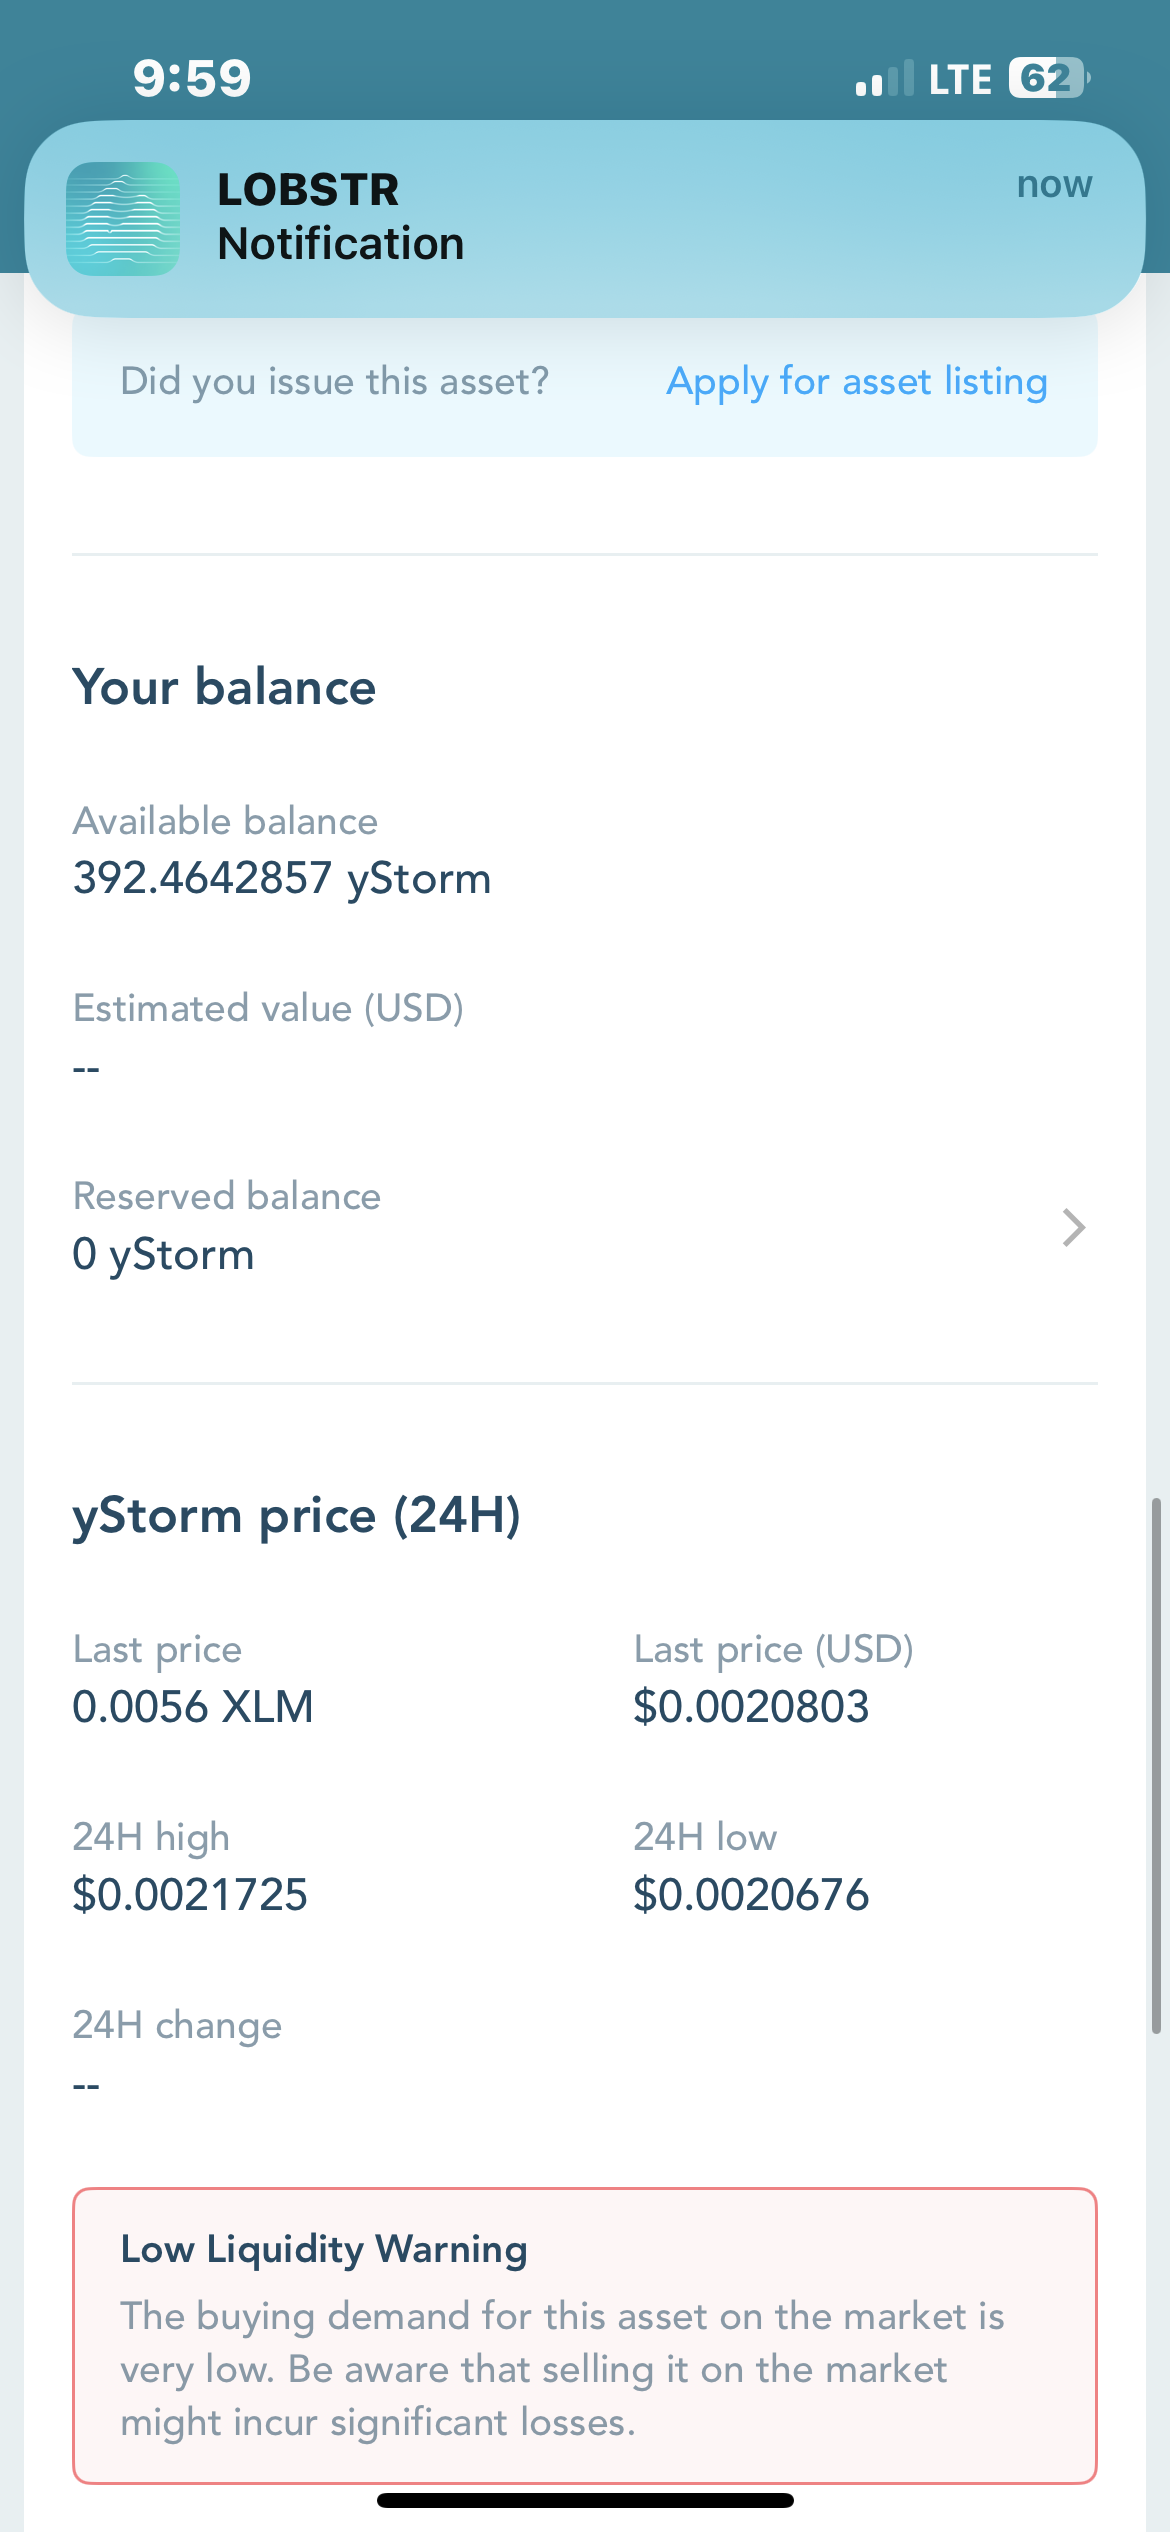 9:59
LTE 62
LOBSTR
now
Notification
Did you issue this asset?
Apply for asset listing
Your balance
Available balance
392.4642857 yStorm
Estimated value (USD)
--
Reserved balance
0 yStorm
yStorm price (24H)
Last price
0.0056 XLM
Last price (USD)
$0.0020803
24H high
$0.0021725
24H low
$0.0020676
24H change
--
Low Liquidity Warning
The buying demand for this asset on the market is
very low. Be aware that selling it on the market
might incur significant losses.